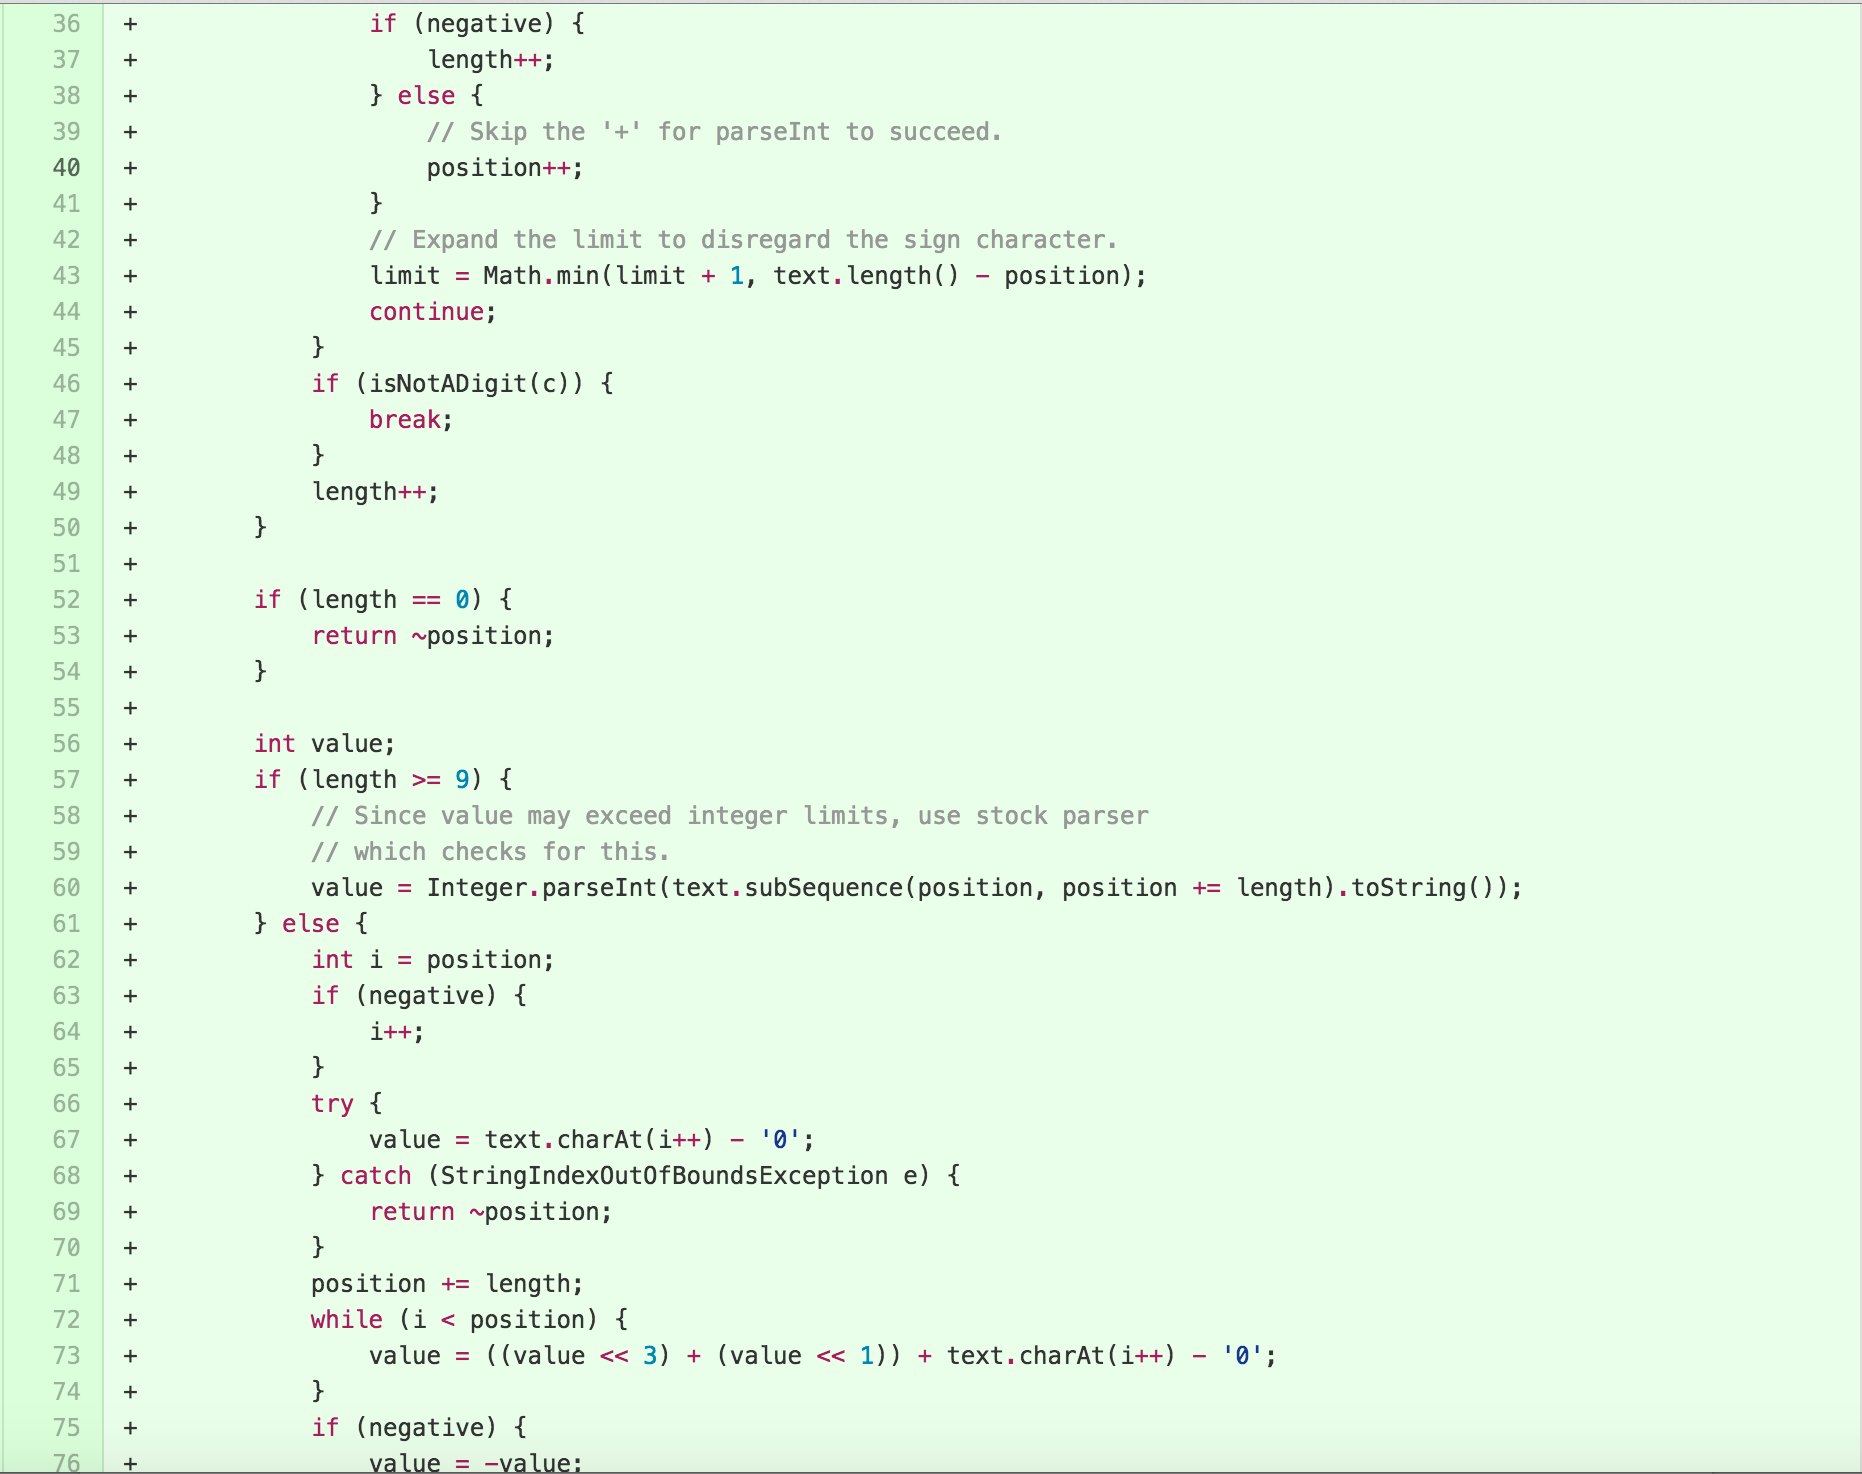 36 + if (negative) {
37 + length++;
38 + } else {
39 + // Skip the '+' for parseInt to succeed.
40 + position++;
41 + }
42 + // Expand the limit to disregard the sign character.
43 + limit = Math.min(limit + 1, text.length() - position);
44 + continue;
45 + }
46 + if (isNotADigit(c)) {
47 + break;
48 + }
49 + length++;
50 + }
51 +
52 + if (length == 0) {
53 + return ~position;
54 + }
55 +
56 + int value;
57 + if (length >= 9) {
58 + // Since value may exceed integer limits, use stock parser
59 + // which checks for this.
60 + value = Integer.parseInt(text.subSequence(position, position += length).toString());
61 + } else {
62 + int i = position;
63 + if (negative) {
64 + i++;
65 + }
66 + try {
67 + value = text.charAt(i++) - '0';
68 + } catch (StringIndexOutOfBoundsException e) {
69 + return ~position;
70 + }
71 + position += length;
72 + while (i < position) {
73 + value = ((value << 3) + (value << 1)) + text.charAt(i++) - '0';
74 + }
75 + if (negative) {
76 + value = -value;